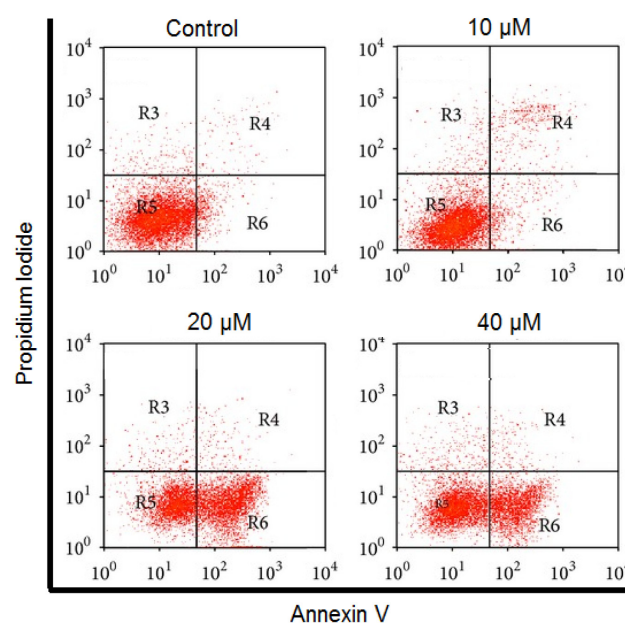 Control
10 µM
10⁴
10³
10²
10¹
10⁰
R3
R4
R5
R6
10⁰ 10¹ 10² 10³ 10⁴
10⁴
10³
10²
10¹
10⁰
R3
R4
R5
R6
10⁰ 10¹ 10² 10³ 10
20 µM
40 µM
10⁴
10³
10²
10¹
10⁰
R3
R4
R5
R6
10⁰ 10¹ 10² 10³ 10⁴
10⁴
10³
10²
10¹
10⁰
R3
R4
R5
R6
10⁰ 10¹ 10² 10³ 10
Propidium Iodide
Annexin V